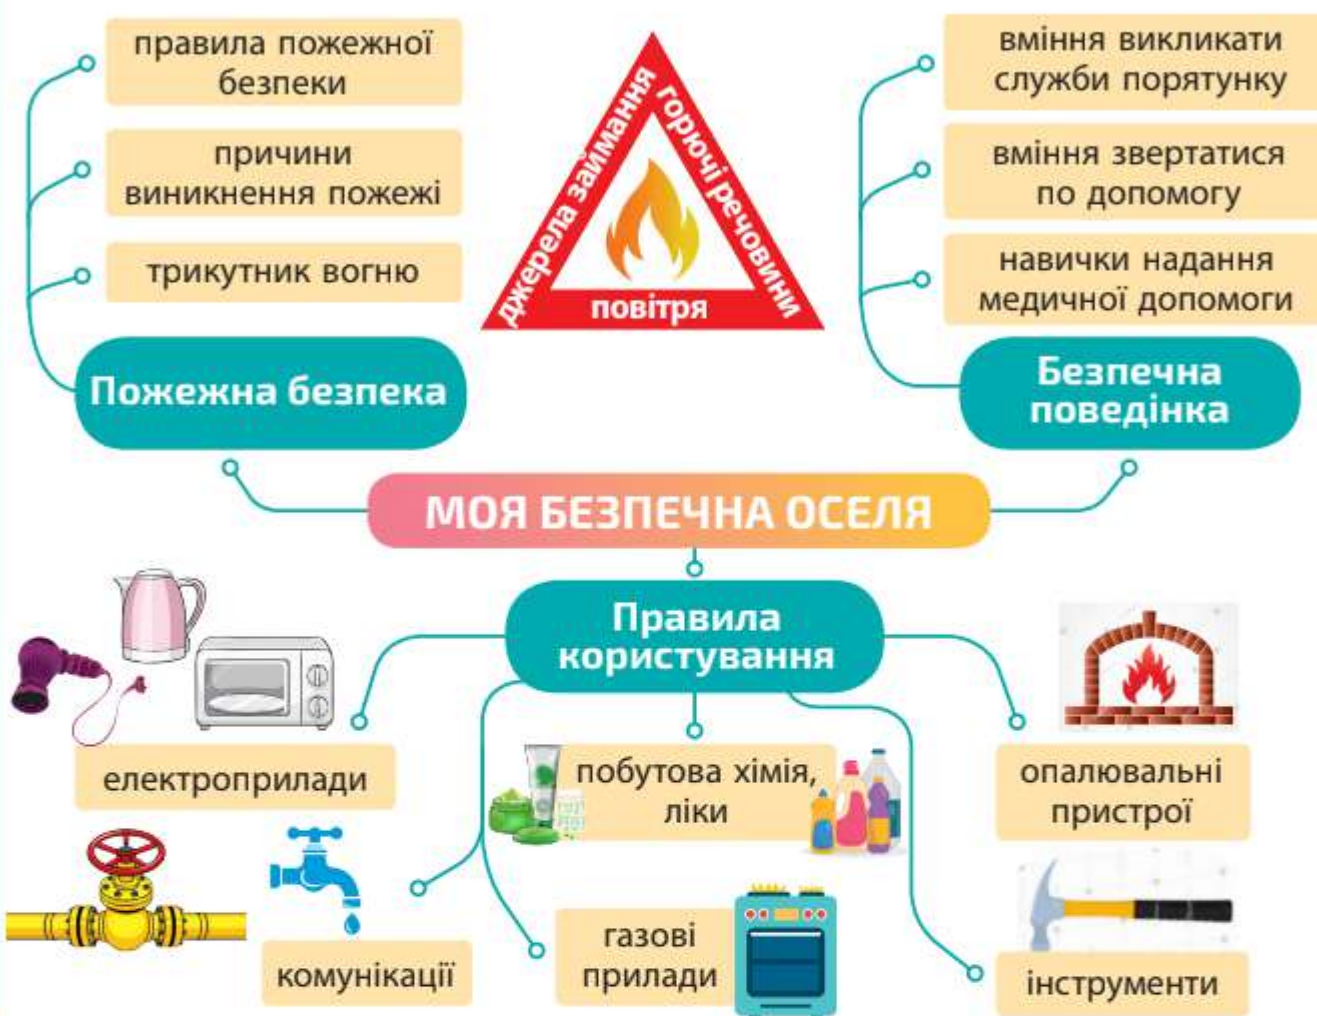 правила пожежної
безпеки
причини
виникнення пожежі
трикутник вогню
Пожежна безпека
джерела займання
горючі речовини
повітря
вміння викликати
служби порятунку
вміння звертатися
по допомогу
навички надання
медичної допомоги
Безпечна
поведінка
МОЯ БЕЗПЕЧНА ОСЕЛЯ
Правила
користування
електроприлади
побутова хімія,
ліки
опалювальні
пристрої
комунікації
газові
прилади
інструменти